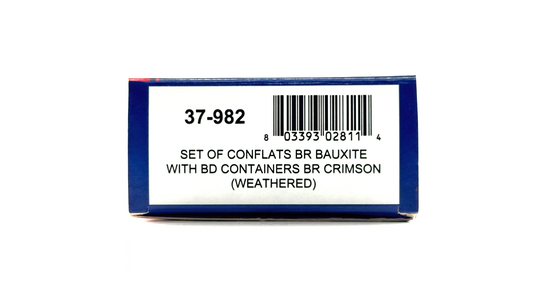 37-982
8 03393 02811 4
SET OF CONFLATS BR BAUXITE
WITH BD CONTAINERS BR CRIMSON
(WEATHERED)